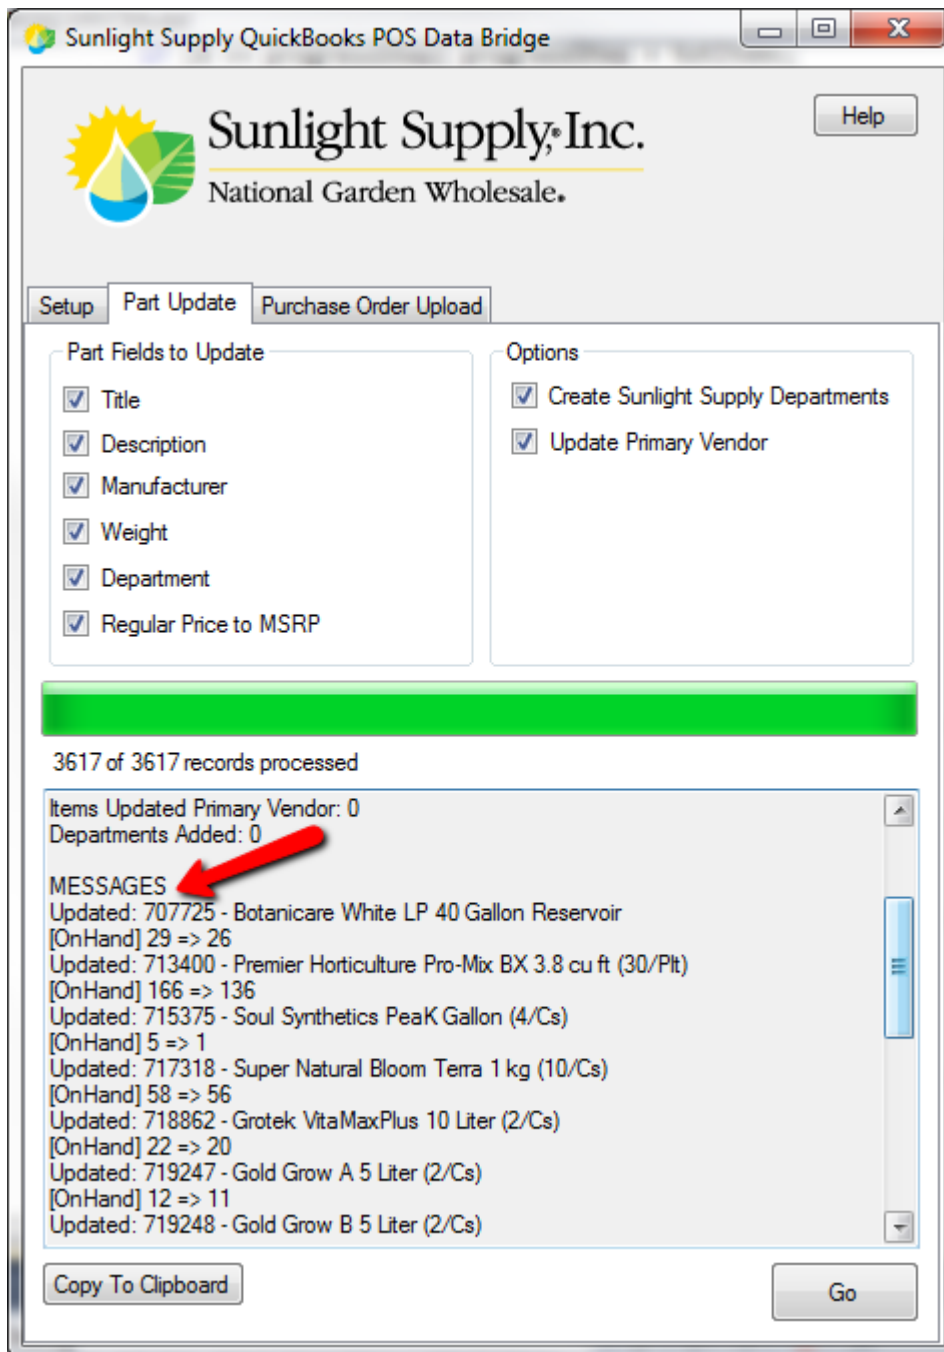 Sunlight Supply QuickBooks POS Data Bridge
Sunlight Supply,® Inc.
National Garden Wholesale®
Help
Setup
Part Update
Purchase Order Upload
Part Fields to Update
Title
Description
Manufacturer
Weight
Department
Regular Price to MSRP
Options
Create Sunlight Supply Departments
Update Primary Vendor
3617 of 3617 records processed
Items Updated Primary Vendor: 0
Departments Added: 0
MESSAGES
Updated: 707725 - Botanicare White LP 40 Gallon Reservoir
[OnHand] 29 => 26
Updated: 713400 - Premier Horticulture Pro-Mix BX 3.8 cu ft (30/Plt)
[OnHand] 166 => 136
Updated: 715375 - Soul Synthetics PeaK Gallon (4/Cs)
[OnHand] 5 => 1
Updated: 717318 - Super Natural Bloom Terra 1 kg (10/Cs)
[OnHand] 58 => 56
Updated: 718862 - Grotek VitaMaxPlus 10 Liter (2/Cs)
[OnHand] 22 => 20
Updated: 719247 - Gold Grow A 5 Liter (2/Cs)
[OnHand] 12 => 11
Updated: 719248 - Gold Grow B 5 Liter (2/Cs)
Copy To Clipboard
Go